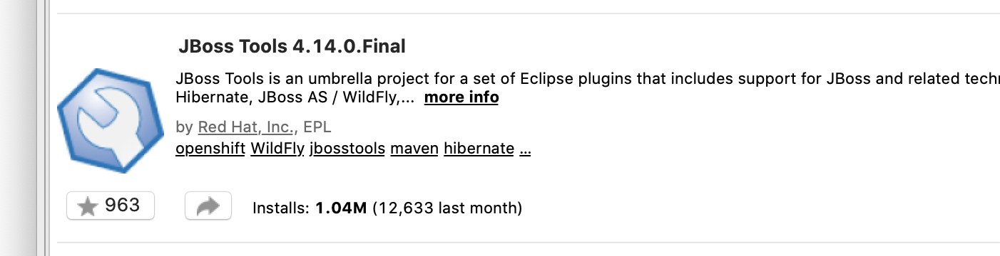 JBoss Tools 4.14.0.Final
JBoss Tools is an umbrella project for a set of Eclipse plugins that includes support for JBoss and related
Hibernate, JBoss AS / WildFly,... more info
by Red Hat, Inc., EPL
openshift WildFly jbosstools maven hibernate ...
963
Installs: 1.04M (12,633 last month)